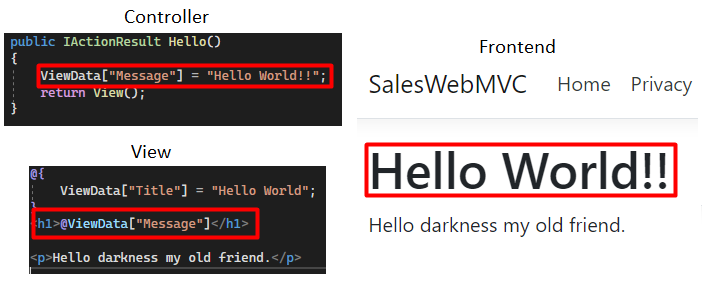 Controller
public IActionResult Hello()
{
ViewData["Message"] = "Hello World!!";
return View();
}
View
@{
ViewData["Title"] = "Hello World";
}
<h1>@ViewData["Message"]</h1>
<p>Hello darkness my old friend.</p>
Frontend
SalesWebMVC Home Privacy
Hello World!!
Hello darkness my old friend.